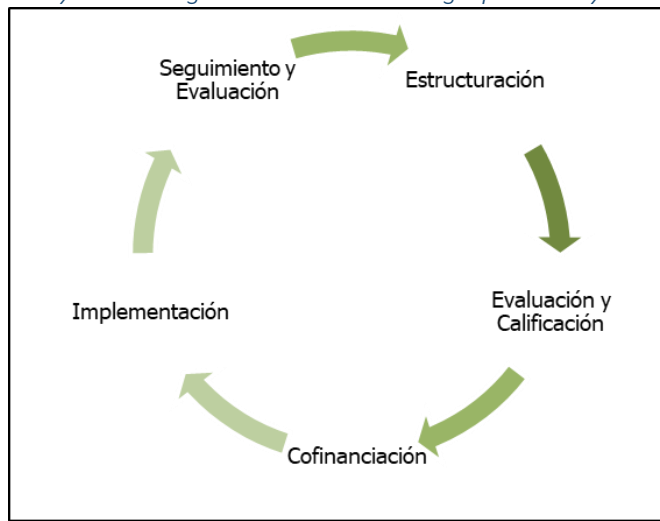 Seguimiento y
Evaluación
Estructuración
Evaluación y
Calificación
Cofinanciación
Implementación